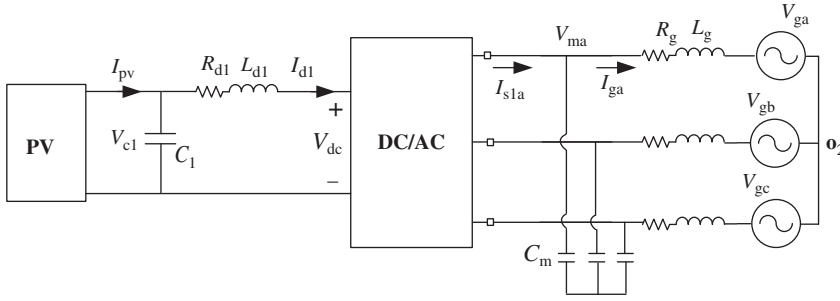 V_ga
V_ma
R_g
L_g
I_pv
R_d1
L_d1
I_d1
I_s1a
I_ga
+
V_gb
PV
V_c1
C_1
V_dc
DC/AC
o_2
–
V_gc
C_m